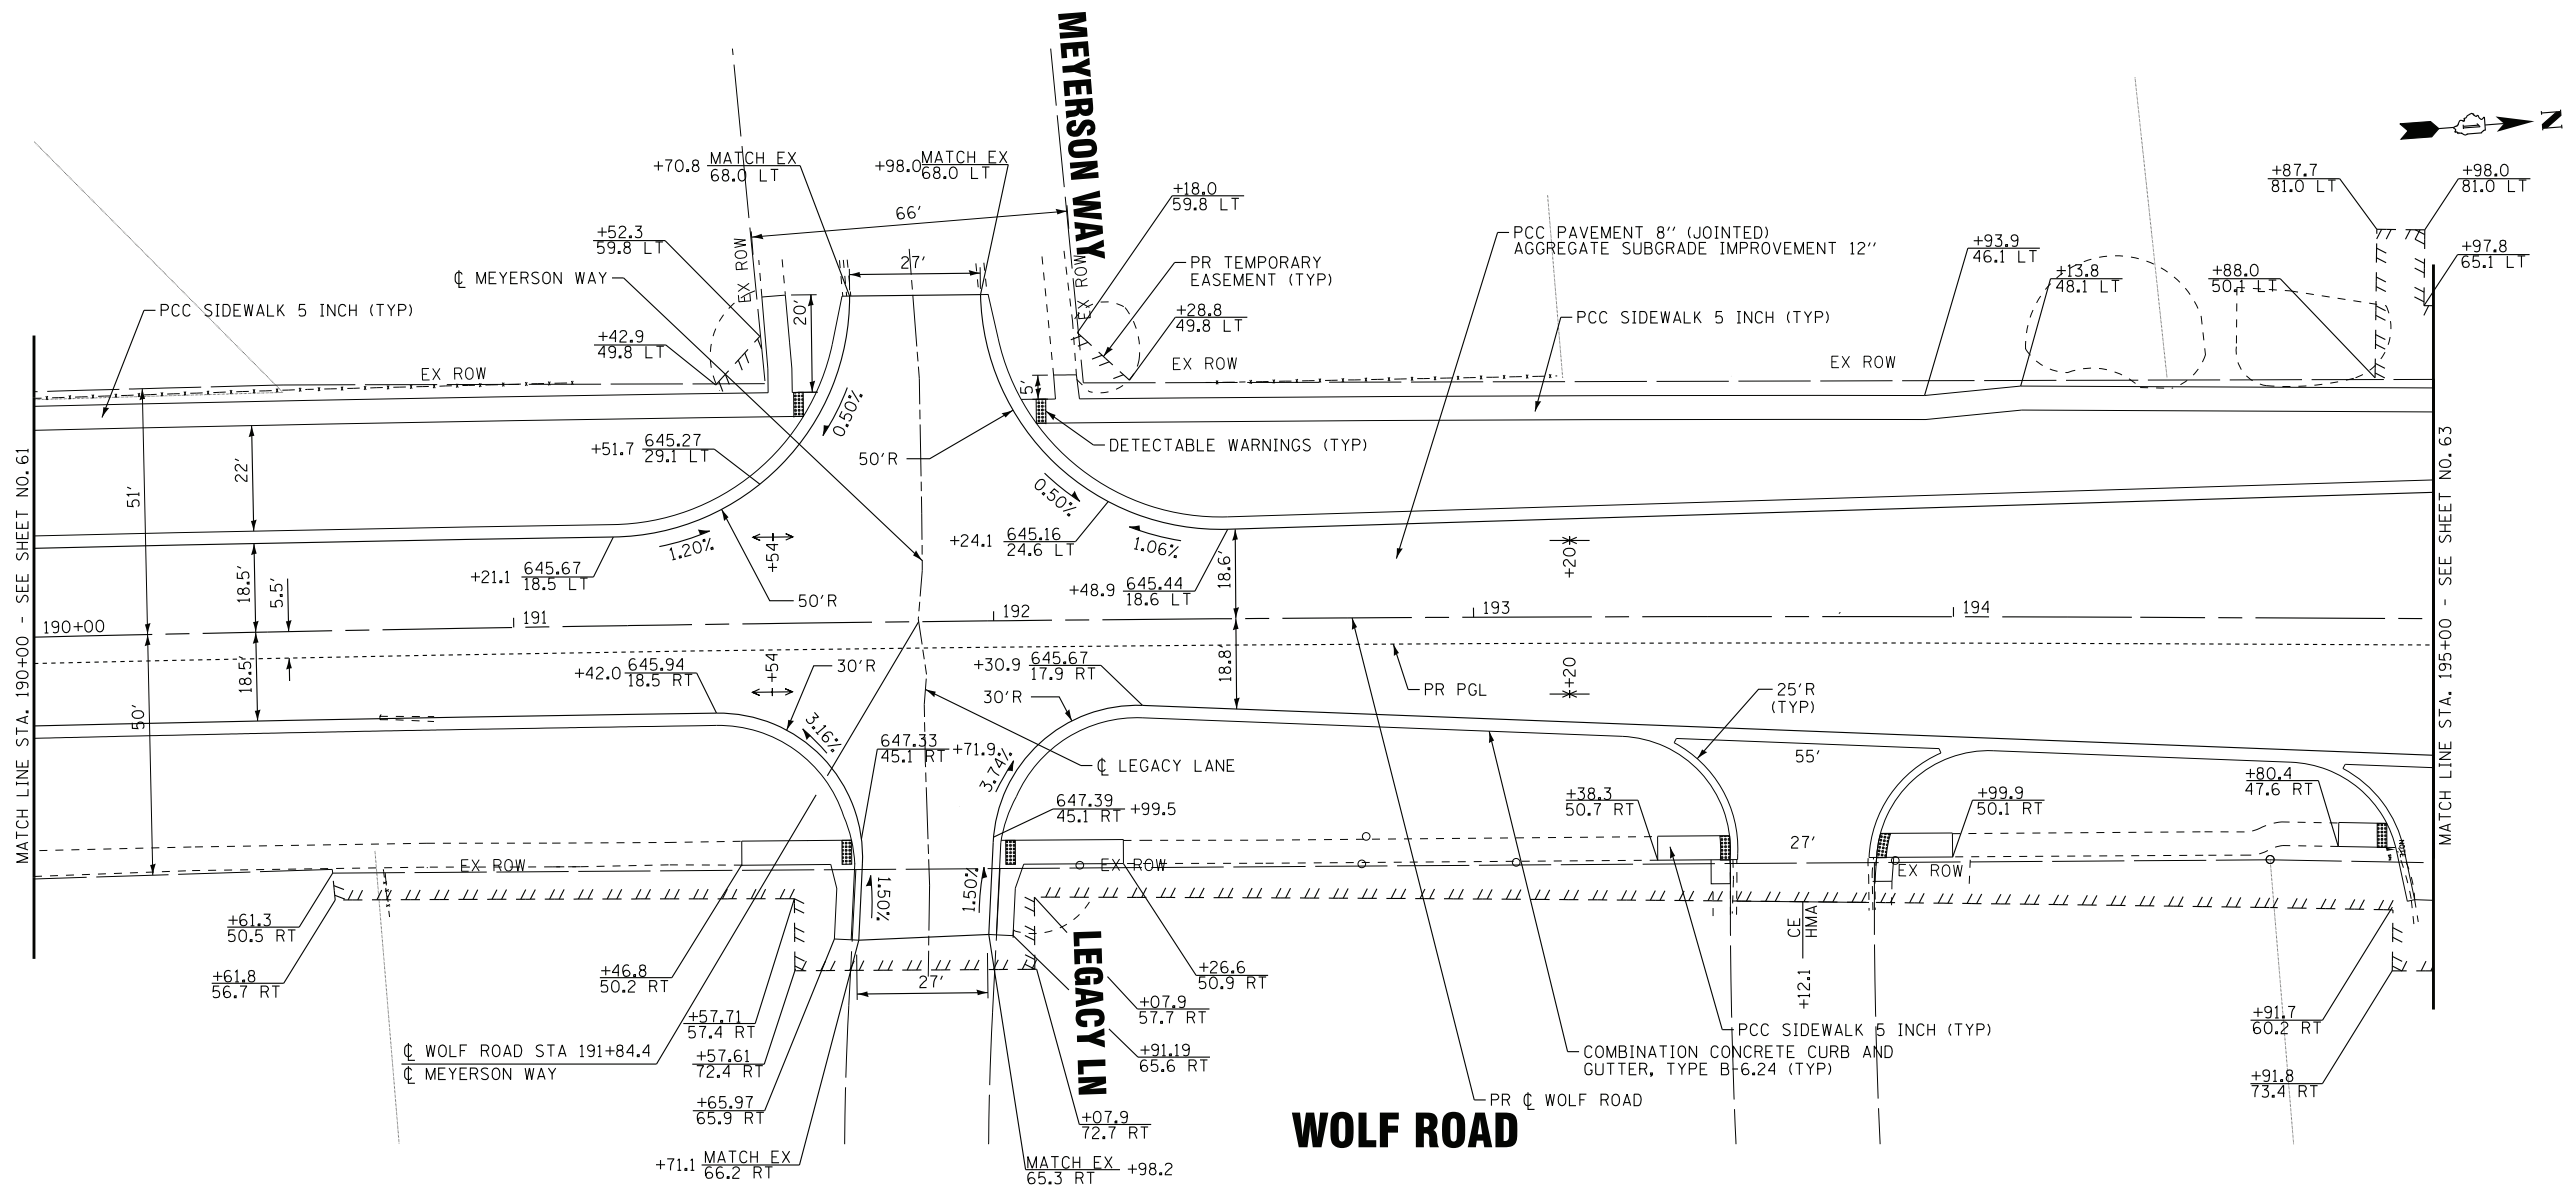 MEYERSON WAY
N
+70.8 MATCH EX
68.0 LT
+98.0 MATCH EX
68.0 LT
+87.7
81.0 LT
+98.0
81.0 LT
+18.0
59.8 LT
66'
+52.3
59.8 LT
PCC PAVEMENT 8'' (JOINTED)
AGGREGATE SUBGRADE IMPROVEMENT 12''
+93.9
46.1 LT
+97.8
65.1 LT
EX ROW
EX ROW
27'
PR TEMPORARY
EASEMENT (TYP)
+13.8
48.1 LT
+88.0
50.1 LT
℄ MEYERSON WAY
PCC SIDEWALK 5 INCH (TYP)
20'
+28.8
49.8 LT
PCC SIDEWALK 5 INCH (TYP)
+42.9
49.8 LT
EX ROW
EX ROW
EX ROW
5'
0.50%
+51.7 645.27
29.1 LT
50'R
DETECTABLE WARNINGS (TYP)
22'
51'
0.50%
MATCH LINE STA. 190+00 - SEE SHEET NO. 61
MATCH LINE STA. 195+00 - SEE SHEET NO. 63
+24.1 645.16
24.6 LT
1.20%
+54
1.06%
+20
+21.1 645.67
18.5 LT
18.5'
5.5'
50'R
+48.9 645.44
18.6 LT
18.6'
190+00
191
192
193
194
+42.0 645.94
18.5 RT
18.5'
+54
30'R
+30.9 645.67
17.9 RT
30'R
18.8'
+20
PR PGL
25'R
(TYP)
50'
3.16%
647.33
45.1 RT
+71.9
3.74%
℄ LEGACY LANE
55'
+80.4
47.6 RT
647.39
45.1 RT
+99.5
+38.3
50.7 RT
+99.9
50.1 RT
27'
EX ROW
EX ROW
EX ROW
1.50%
1.50%
+61.3
50.5 RT
CE
HMA
+12.1
+61.8
56.7 RT
+46.8
50.2 RT
27'
LEGACY LN
+26.6
50.9 RT
+57.71
57.4 RT
+07.9
57.7 RT
+91.7
60.2 RT
PCC SIDEWALK 5 INCH (TYP)
℄ WOLF ROAD STA 191+84.4
℄ MEYERSON WAY
+57.61
72.4 RT
+91.19
65.6 RT
COMBINATION CONCRETE CURB AND
GUTTER, TYPE B-6.24 (TYP)
+91.8
73.4 RT
+65.97
65.9 RT
PR ℄ WOLF ROAD
+07.9
72.7 RT
WOLF ROAD
+71.1 MATCH EX
66.2 RT
MATCH EX
65.3 RT
+98.2